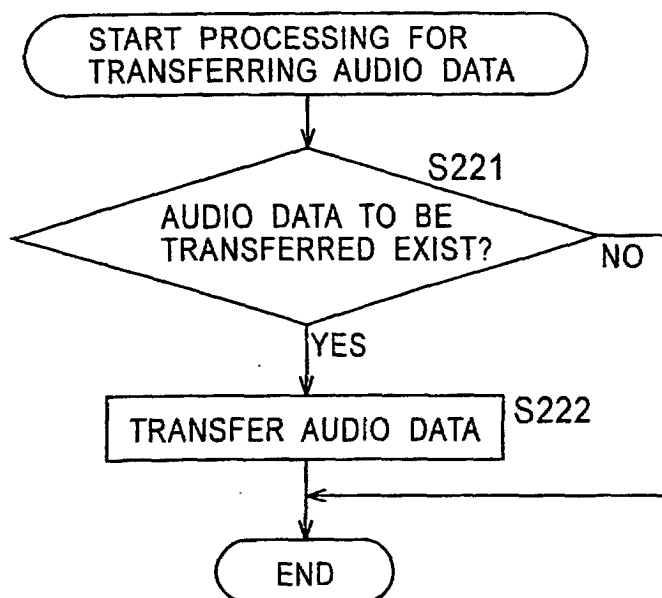 START PROCESSING FOR
TRANSFERRING AUDIO DATA
S221
AUDIO DATA TO BE
TRANSFERRED EXIST?
NO
YES
TRANSFER AUDIO DATA
S222
END